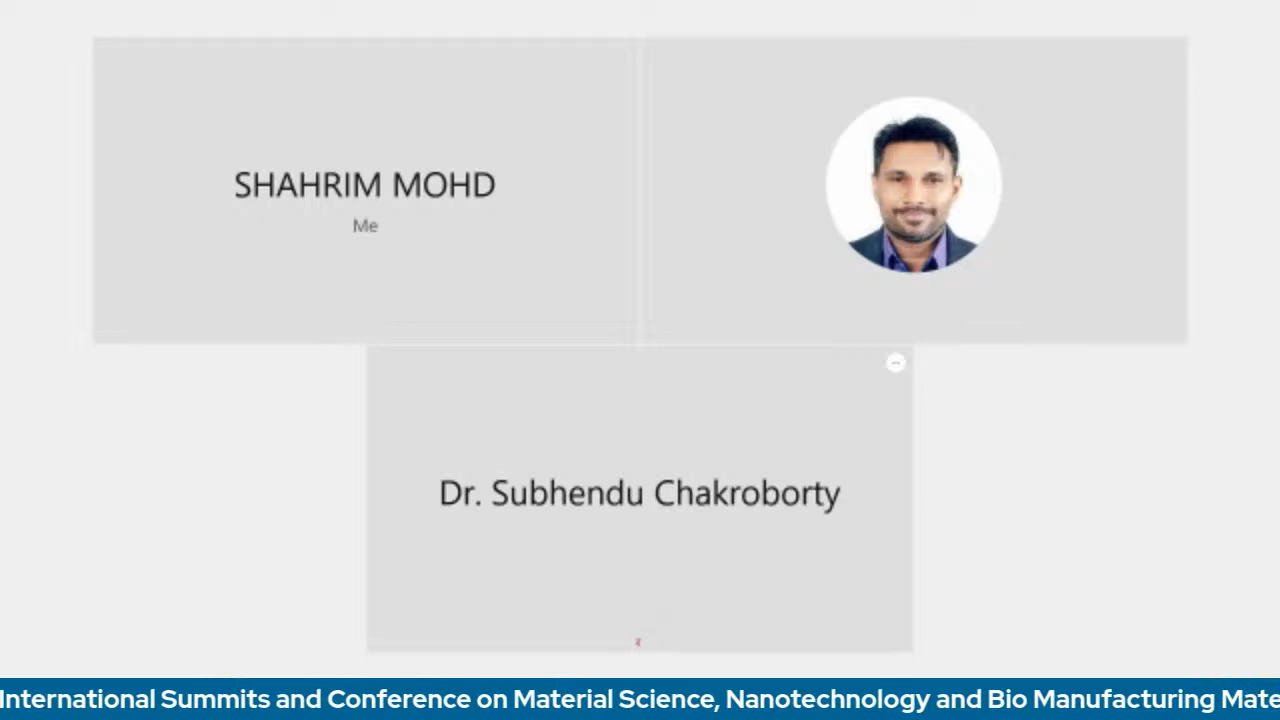 SHAHRIM MOHD
Me
Dr. Subhendu Chakroborty
International Summits and Conference on Material Science, Nanotechnology and Bio Manufacturing Mate